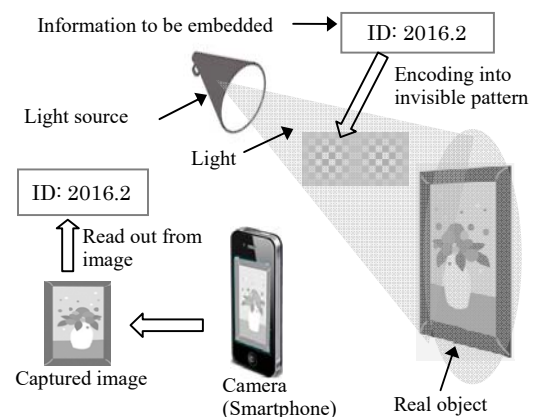 Information to be embedded
ID: 2016.2
Encoding into
invisible pattern
Light source
Light
ID: 2016.2
Read out from
image
Captured image
Camera
(Smartphone)
Real object